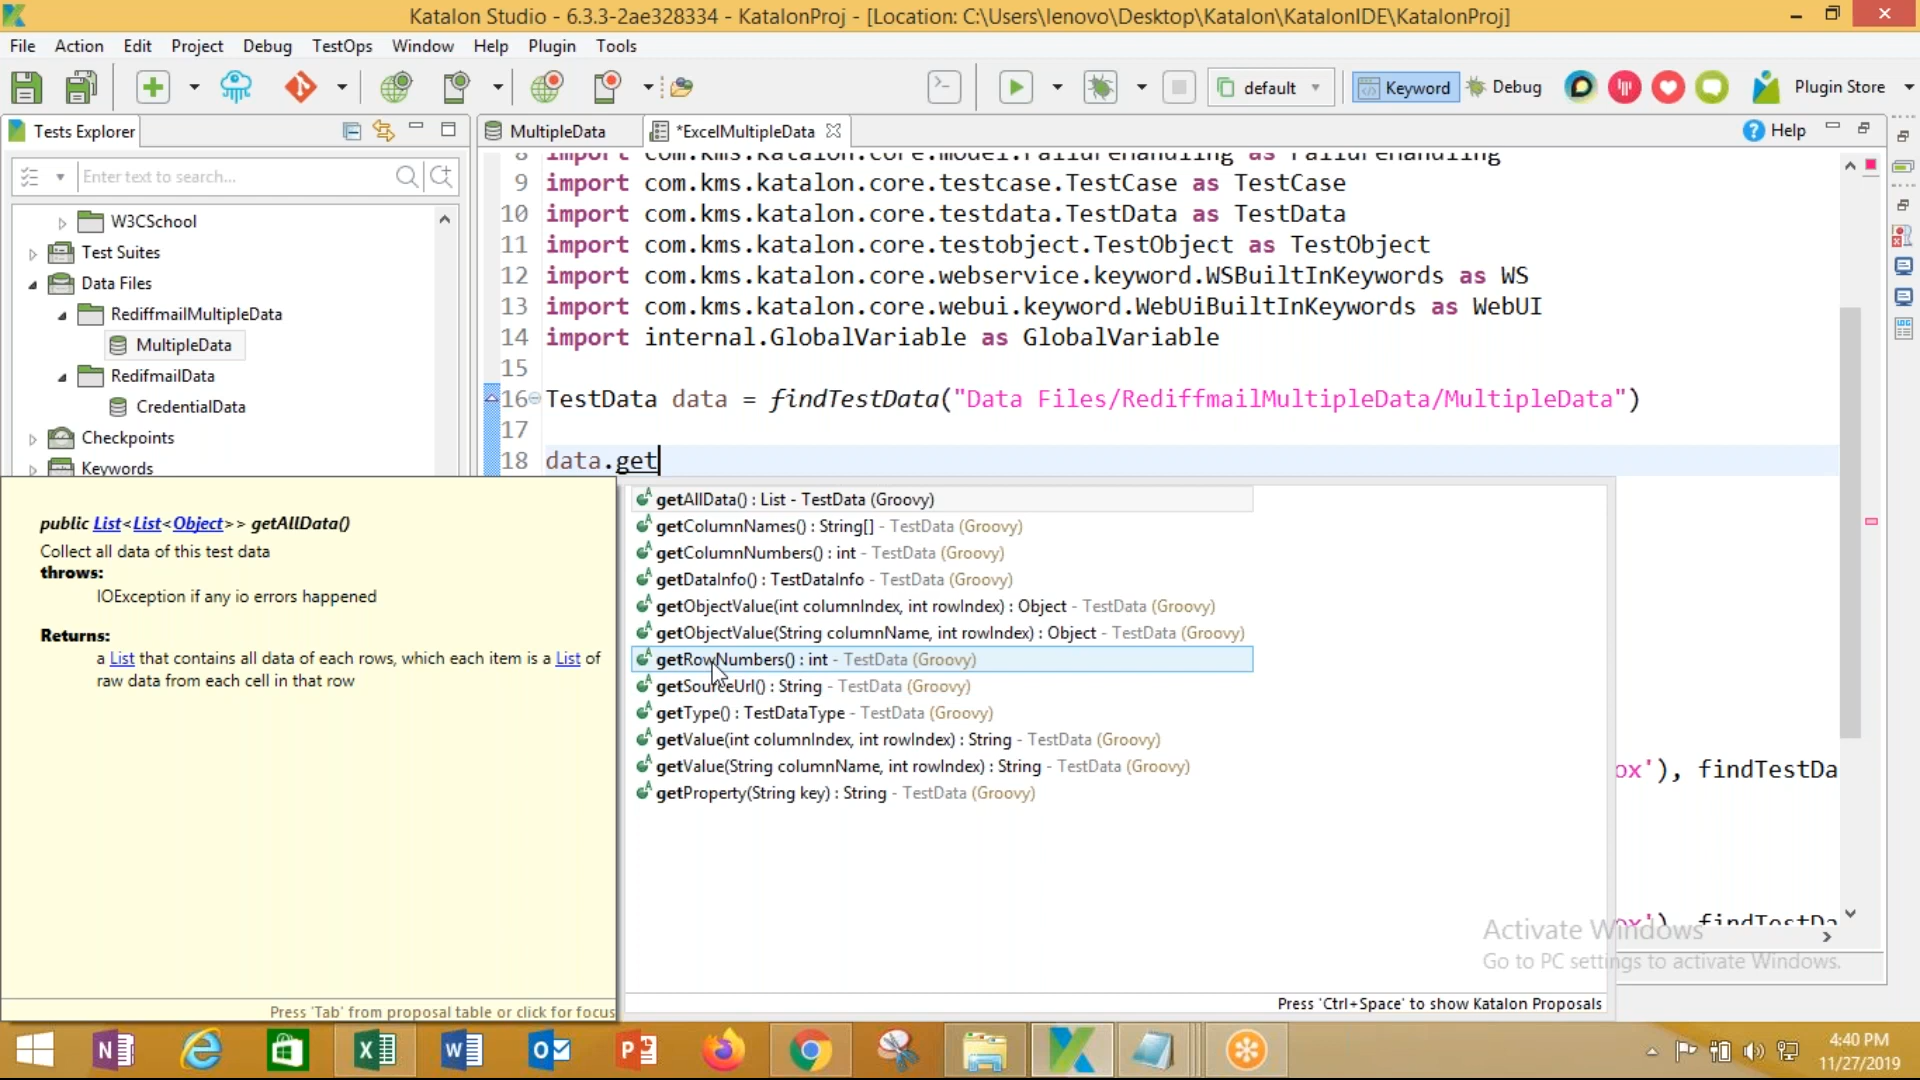 Katalon Studio - 6.3.3-2ae328334 - KatalonProj - [Location: C:\Users\lenovo\Desktop\Katalon\KatalonIDE\KatalonProj]
File Action Edit Project Debug TestOps Window Help Plugin Tools
default Keyword Debug Plugin Store
Tests Explorer
MultipleData *ExcelMultipleData Help
Enter text to search...
W3CSchool
Test Suites
Data Files
RediffmailMultipleData
MultipleData
RedifmailData
CredentialData
Checkpoints
Keywords
8 import com.kms.katalon.core.model.FailureHandling as FailureHandling
9 import com.kms.katalon.core.testcase.TestCase as TestCase
10 import com.kms.katalon.core.testdata.TestData as TestData
11 import com.kms.katalon.core.testobject.TestObject as TestObject
12 import com.kms.katalon.core.webservice.keyword.WSBuiltInKeywords as WS
13 import com.kms.katalon.core.webui.keyword.WebUiBuiltInKeywords as WebUI
14 import internal.GlobalVariable as GlobalVariable
15
16 TestData data = findTestData("Data Files/RediffmailMultipleData/MultipleData")
17
18 data.get
public List<List<Object>> getAllData()
Collect all data of this test data
throws:
IOException if any io errors happened
Returns:
a List that contains all data of each rows, which each item is a List of
raw data from each cell in that row
Press 'Tab' from proposal table or click for focus
getAllData() : List - TestData (Groovy)
getColumnNames() : String[] - TestData (Groovy)
getColumnNumbers() : int - TestData (Groovy)
getDataInfo() : TestDataInfo - TestData (Groovy)
getObjectValue(int columnIndex, int rowIndex) : Object - TestData (Groovy)
getObjectValue(String columnName, int rowIndex) : Object - TestData (Groovy)
getRowNumbers() : int - TestData (Groovy)
getSourceUrl() : String - TestData (Groovy)
getType() : TestDataType - TestData (Groovy)
getValue(int columnIndex, int rowIndex) : String - TestData (Groovy)
getValue(String columnName, int rowIndex) : String - TestData (Groovy)
getProperty(String key) : String - TestData (Groovy)
Press 'Ctrl+Space' to show Katalon Proposals
ox'), findTestDa
ox'), findTestDa
Activate Windows
Go to PC settings to activate Windows.
4:40 PM
11/27/2019